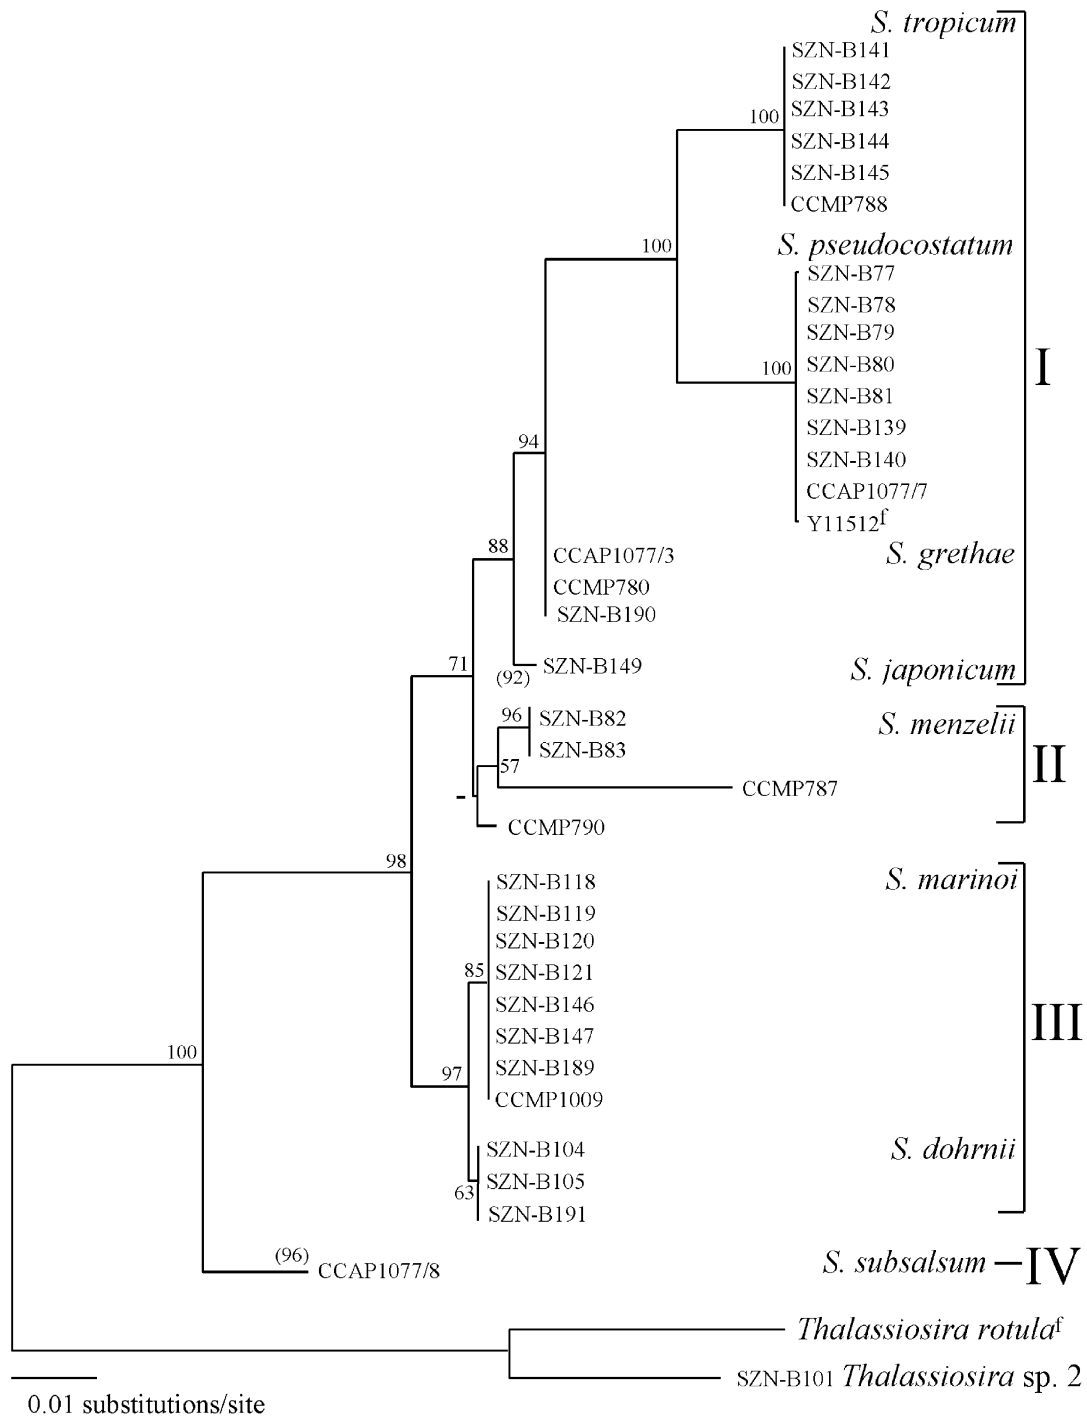 S. tropicum
SZN-B141
SZN-B142
SZN-B143
100
SZN-B144
SZN-B145
CCMP788
S. pseudocostatum
100
SZN-B77
SZN-B78
SZN-B79
SZN-B80
100
I
SZN-B81
SZN-B139
94
SZN-B140
CCAP1077/7
Y11512f
88
CCAP1077/3
S. grethae
CCMP780
SZN-B190
71
SZN-B149
S. japonicum
(92)
96
SZN-B82
S. menzelii
SZN-B83
57
II
CCMP787
-
CCMP790
98
SZN-B118
S. marinoi
SZN-B119
SZN-B120
85
SZN-B121
SZN-B146
III
SZN-B147
100
97
SZN-B189
CCMP1009
SZN-B104
S. dohrnii
SZN-B105
63
SZN-B191
(96)
CCAP1077/8
S. subsalsum
IV
Thalassiosira rotulaf
SZN-B101 Thalassiosira sp. 2
0.01 substitutions/site